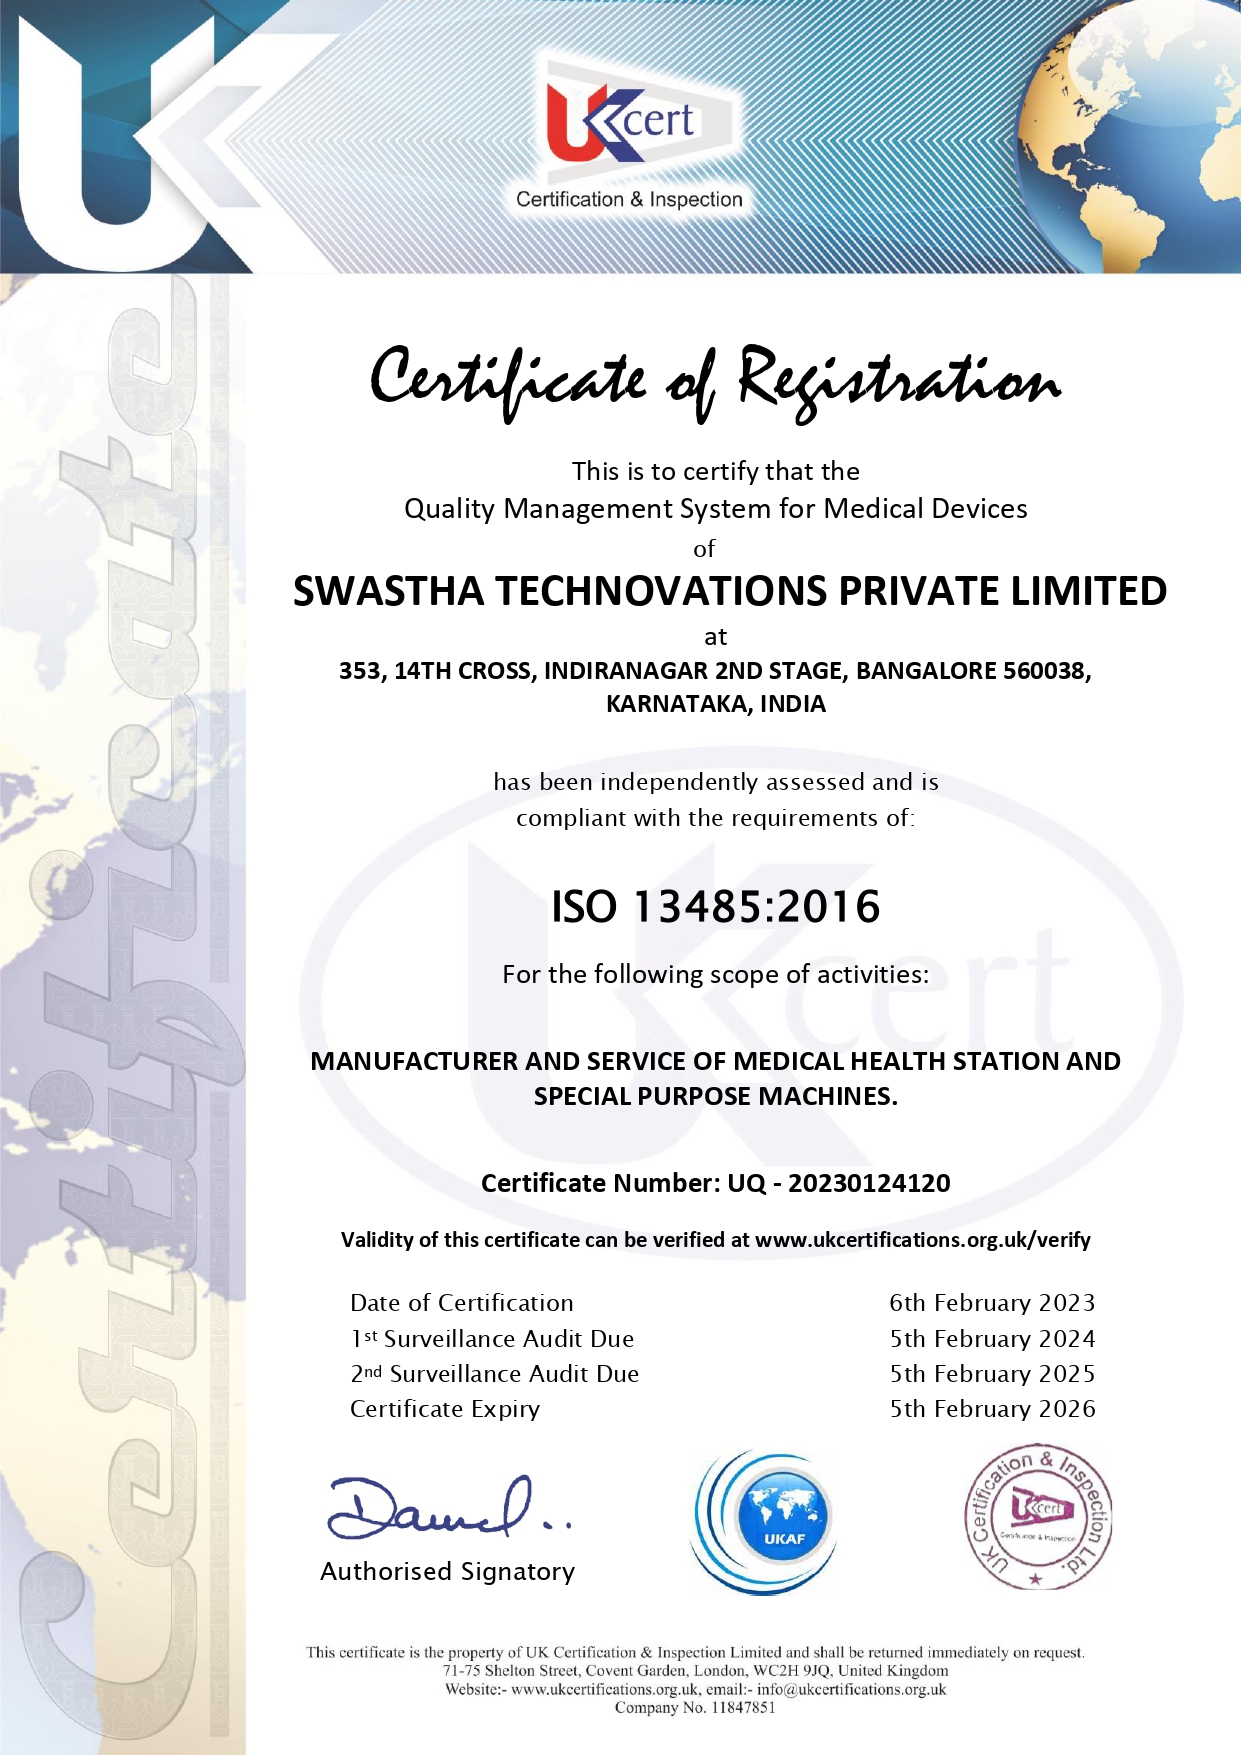 UK
UKcert
Certification & Inspection
Certificate
Certificate of Registration
This is to certify that the
Quality Management System for Medical Devices
of
SWASTHA TECHNOVATIONS PRIVATE LIMITED
at
353, 14TH CROSS, INDIRANAGAR 2ND STAGE, BANGALORE 560038,
KARNATAKA, INDIA
has been independently assessed and is
compliant with the requirements of:
ISO 13485:2016
For the following scope of activities:
MANUFACTURER AND SERVICE OF MEDICAL HEALTH STATION AND
SPECIAL PURPOSE MACHINES.
UKcert
Certificate Number: UQ - 20230124120
Validity of this certificate can be verified at www.ukcertifications.org.uk/verify
Date of Certification 6th February 2023
1st Surveillance Audit Due 5th February 2024
2nd Surveillance Audit Due 5th February 2025
Certificate Expiry 5th February 2026
Authorised Signatory
UKAF
UK Certification & Inspection Ltd.
UKcert
Certification & Inspection
This certificate is the property of UK Certification & Inspection Limited and shall be returned immediately on request.
71-75 Shelton Street, Covent Garden, London, WC2H 9JQ, United Kingdom
Website:- www.ukcertifications.org.uk, email:- info@ukcertifications.org.uk
Company No. 11847851